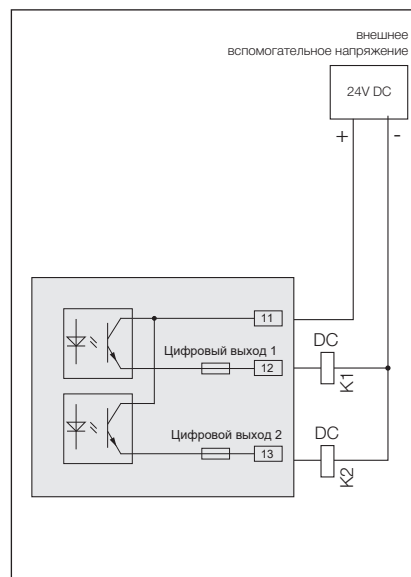 внешнее
вспомогательное напряжение
24V DC
+ -
11
DC
Цифровый выход 1
12
K1
DC
Цифровой выход 2
13
K2